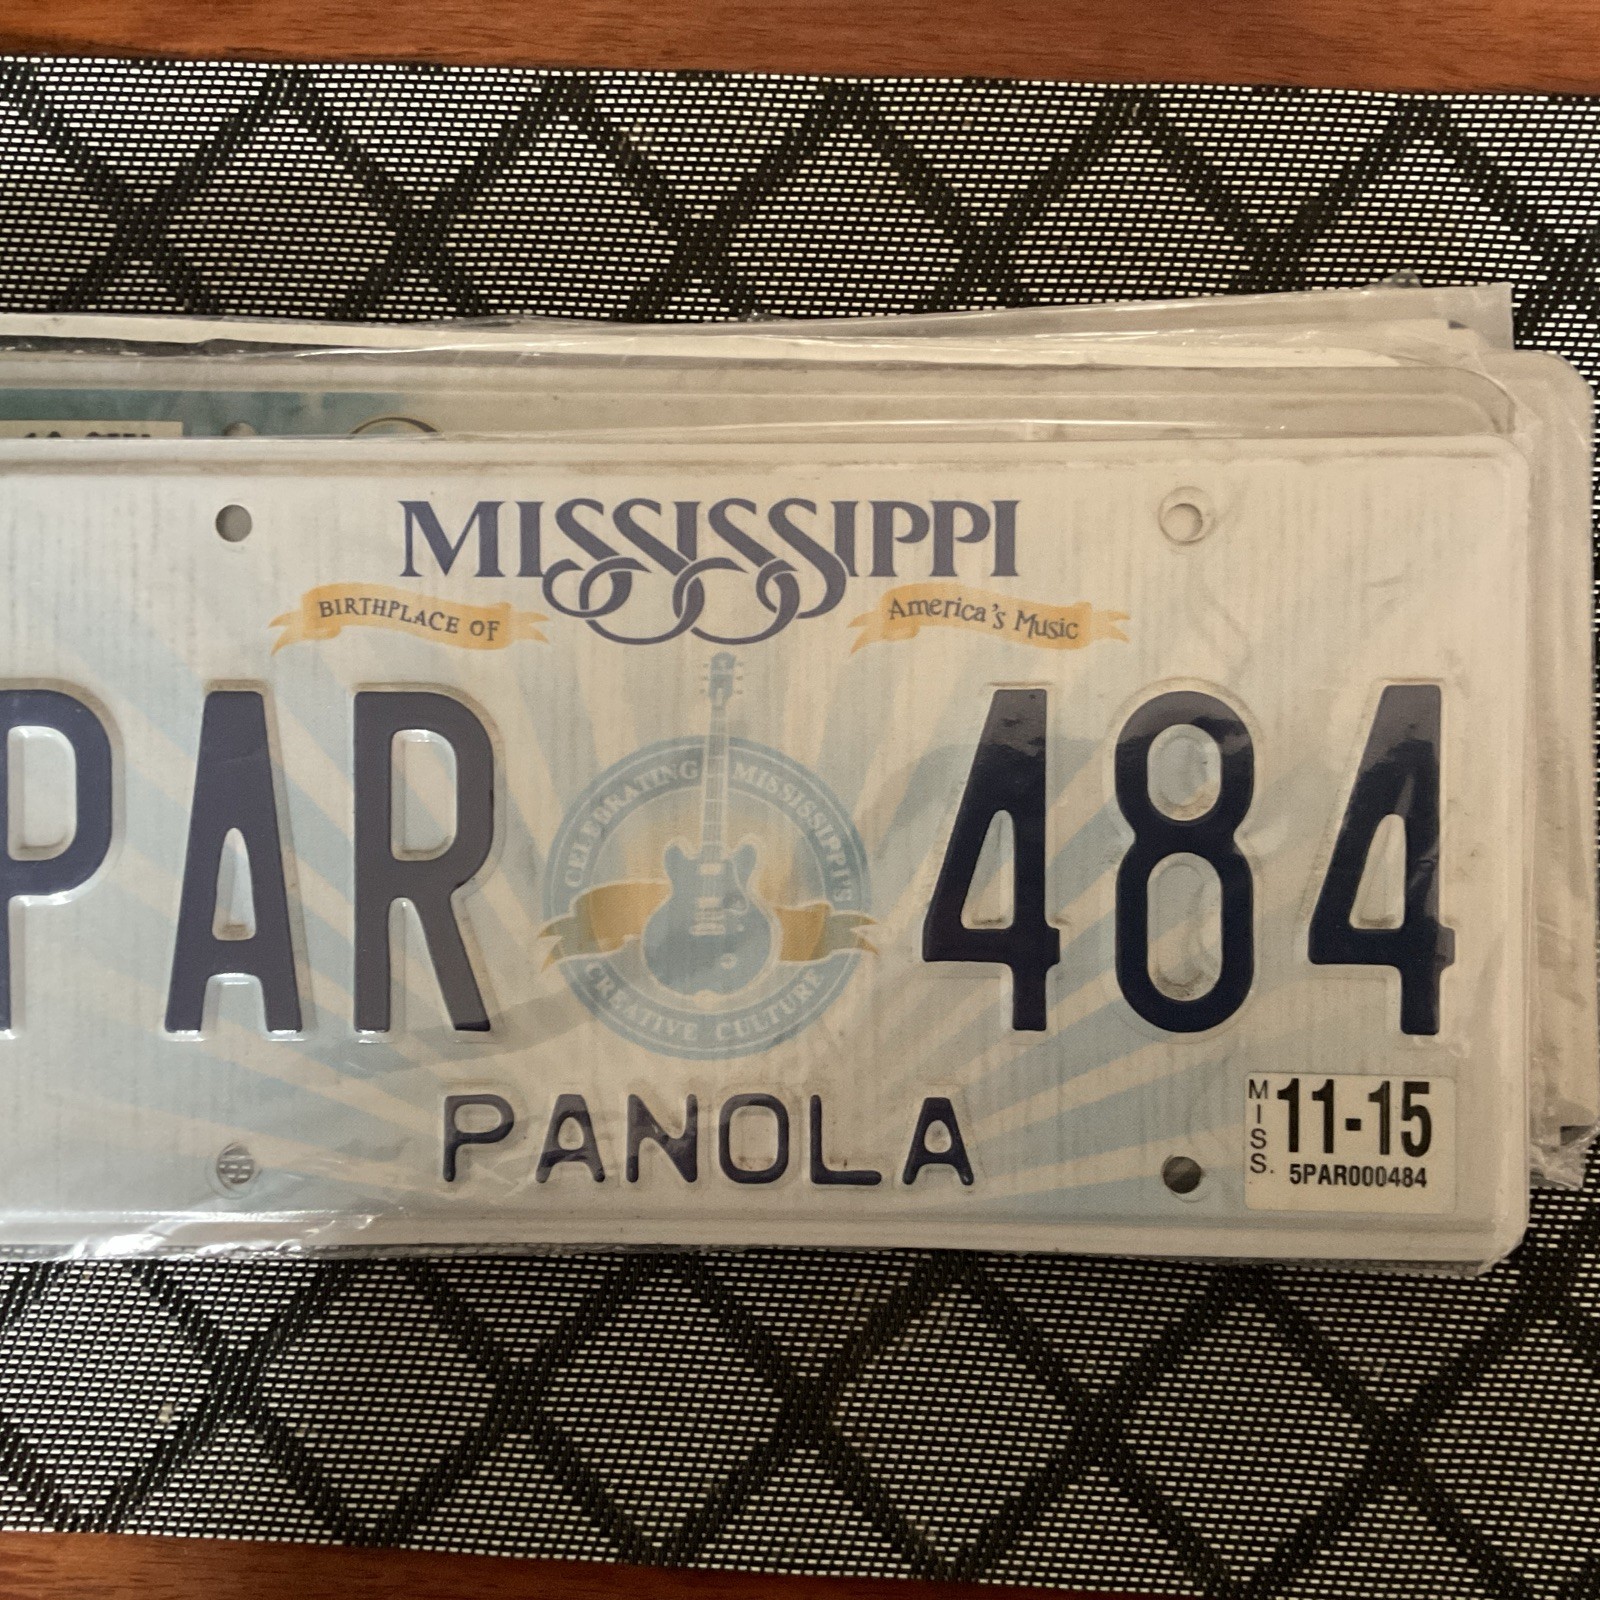 MISSISSIPPI
BIRTHPLACE OF America's Music
PAR 484
CELEBRATING MISSISSIPPI'S
CREATIVE CULTURE
PANOLA
MISS. 11-15
5PAR000484